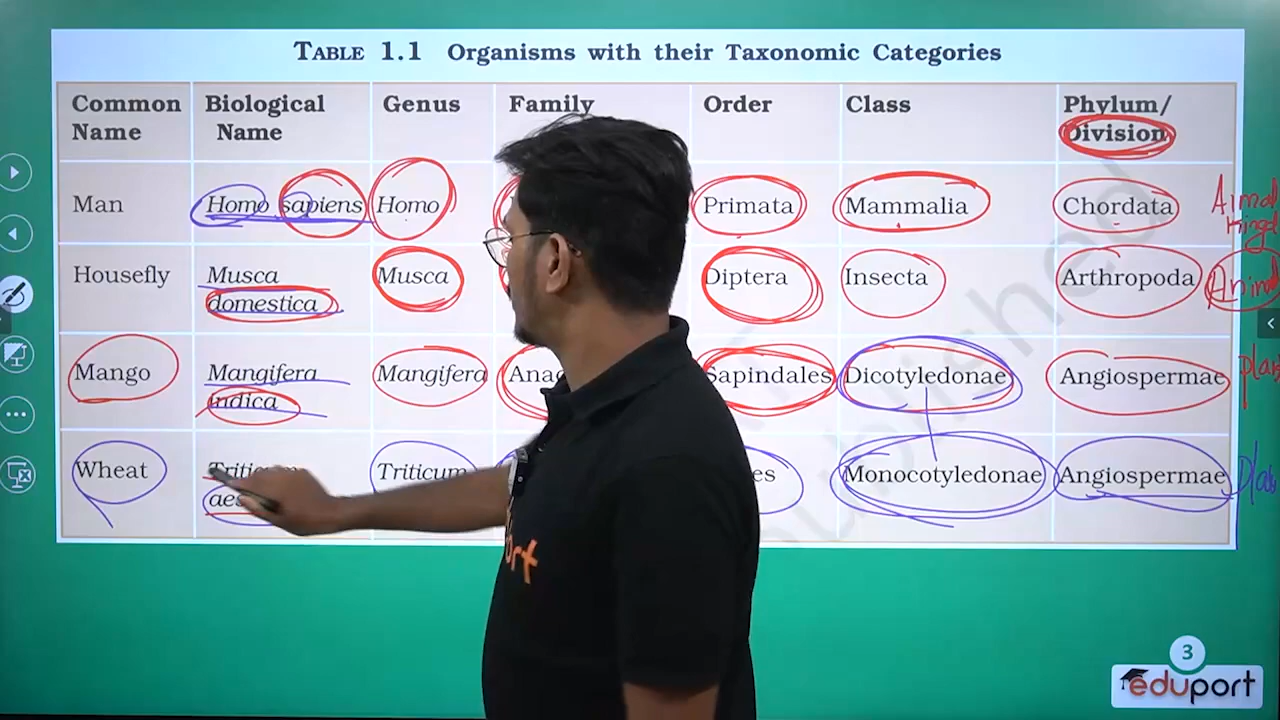 TABLE 1.1 Organisms with their Taxonomic Categories
Common Name Biological Name Genus Family Order Class Phylum/ Division
Man Homo sapiens Homo Primata Mammalia Chordata
Housefly Musca domestica Musca Diptera Insecta Arthropoda
Mango Mangifera indica Mangifera Sapindales Dicotyledonae Angiospermae
Wheat Triticum Monocotyledonae Angiospermae
3
eduport